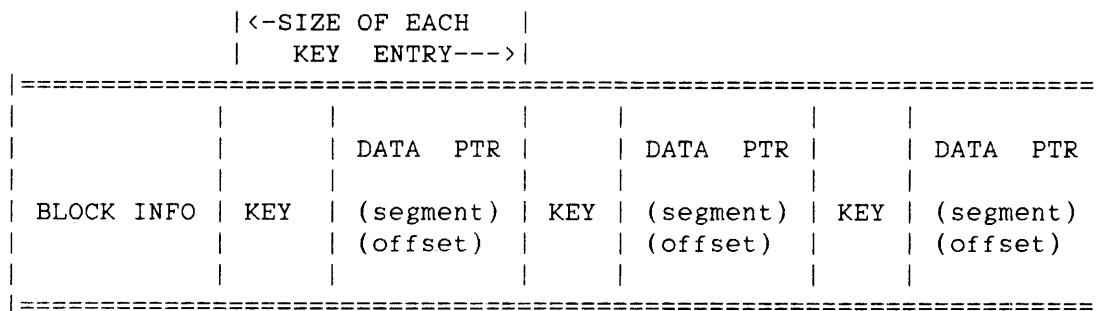 |<-SIZE OF EACH |
| KEY ENTRY--->|
DATA PTR | DATA PTR | DATA PTR
BLOCK INFO | KEY | (segment) | KEY | (segment) | KEY | (segment)
(offset) | (offset) | (offset)